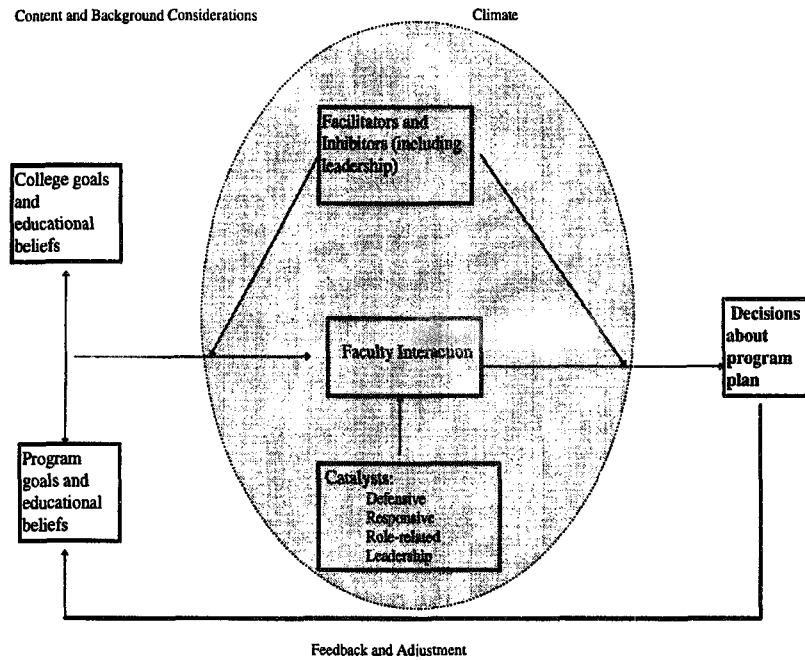 Content and Background Considerations
Climate
Facilitators and
Inhibitors (including
leadership)
College goals
and
educational
beliefs
Faculty Interaction
Decisions
about
program
plan
Program
goals and
educational
beliefs
Catalysts:
Defensive
Responsive
Role-related
Leadership
Feedback and Adjustment